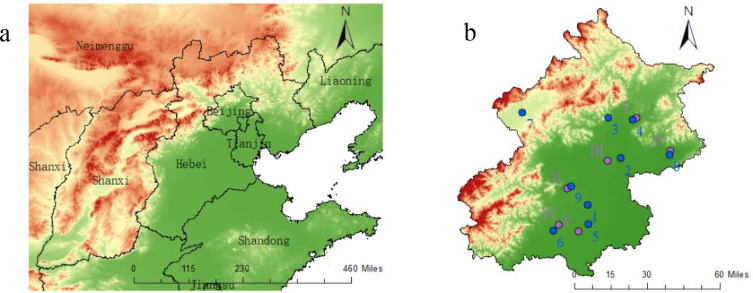 a
Neimenggu
Liaoning
Beijing
Tianjin
Hebei
Shanxi
Shanxi
Shandong
Jiangsu
0 115 230 460 Miles
N
b
N
7
3
4
8
III
2
II
9
1
V
5
6
0 15 30 60 Miles